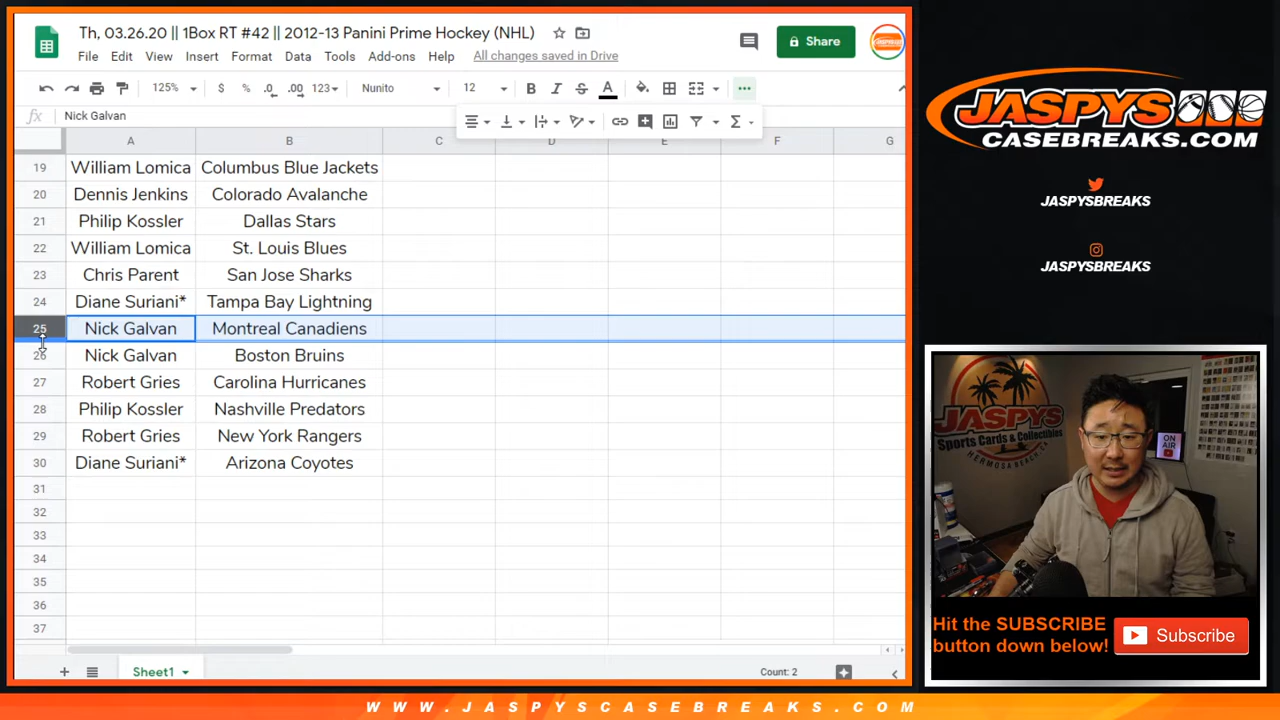 Th, 03.26.20 || 1Box RT #42 || 2012-13 Panini Prime Hockey (NHL)
Share
File Edit View Insert Format Data Tools Add-ons Help All changes saved in Drive
125% $ % .0 .00 123 Nunito 12 B I S A
fx Nick Galvan
A B C D E F G
19 William Lomica Columbus Blue Jackets
20 Dennis Jenkins Colorado Avalanche
21 Philip Kossler Dallas Stars
22 William Lomica St. Louis Blues
23 Chris Parent San Jose Sharks
24 Diane Suriani* Tampa Bay Lightning
25 Nick Galvan Montreal Canadiens
26 Nick Galvan Boston Bruins
27 Robert Gries Carolina Hurricanes
28 Philip Kossler Nashville Predators
29 Robert Gries New York Rangers
30 Diane Suriani* Arizona Coyotes
31
32
33
34
35
36
37
Sheet1 Count: 2
JASPYS
CASEBREAKS.COM
JASPYSBREAKS
JASPYSBREAKS
JASPYS
Sports Cards & Collectibles
HERMOSA BEACH, CA
ON AIR
Hit the SUBSCRIBE
button down below!
Subscribe
WWW.JASPYSCASEBREAKS.COM